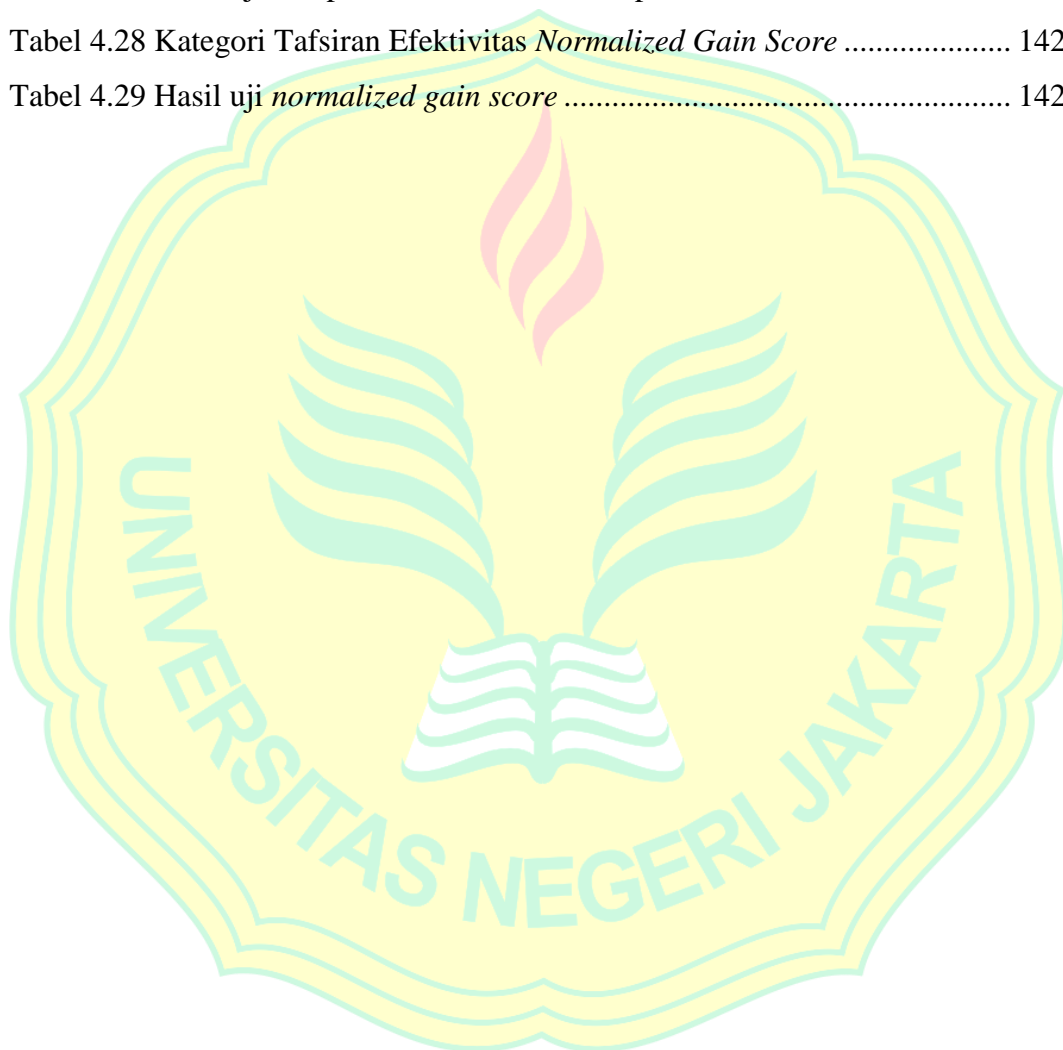 Tabel 4.28 Kategori Tafsiran Efektivitas Normalized Gain Score .................... 142
Tabel 4.29 Hasil uji normalized gain score ........................................................ 142
UNIVERSITAS NEGERI JAKARTA